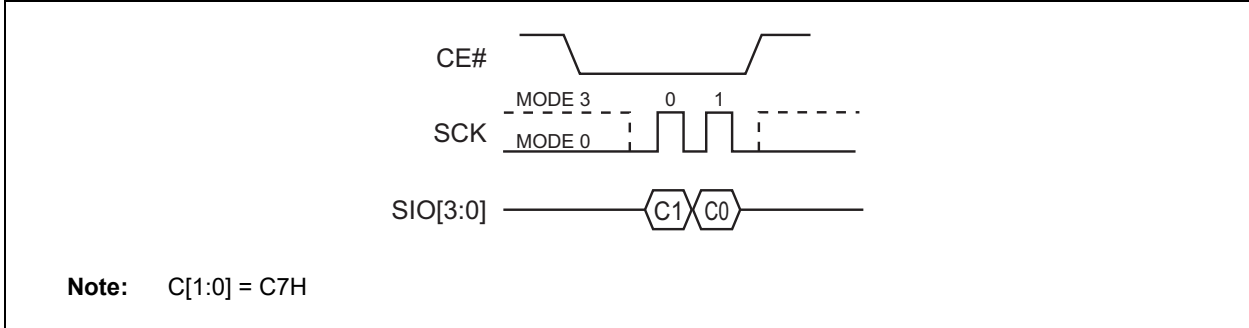 CE#
MODE 3 0 1
SCK
MODE 0
SIO[3:0] C1 C0
Note: C[1:0] = C7H